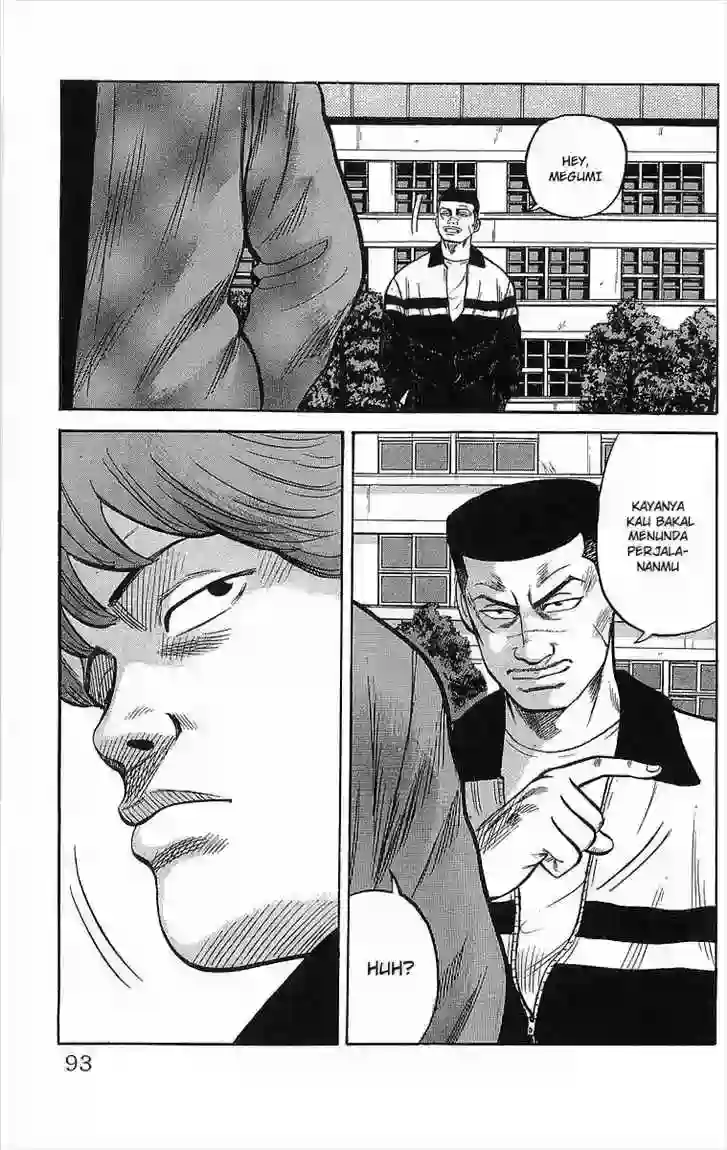 HEY,
MEGUMI
KAYANYA
KAU BAKAL
MENUNDA
PERJALA-
NANMU
HUH?
93